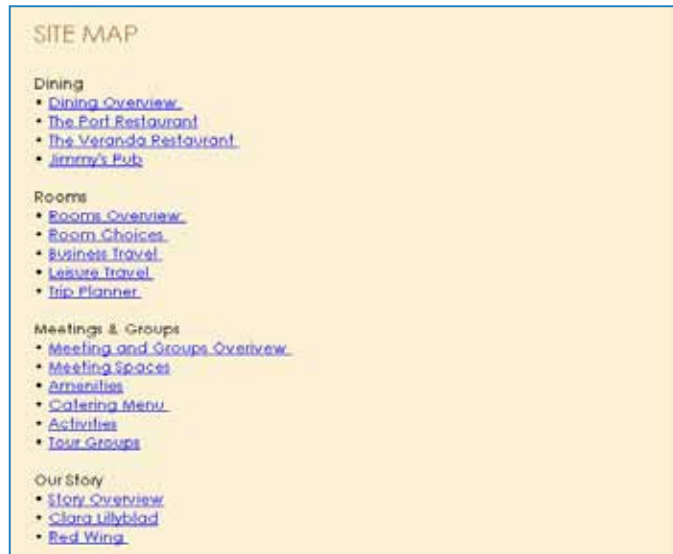 SITE MAP
Dining
• Dining Overview
• The Port Restaurant
• The Veranda Restaurant
• Jimmy's Pub
Rooms
• Rooms Overview
• Room Choices
• Business Travel
• Leisure Travel
• Trip Planner
Meetings & Groups
• Meeting and Groups Overivew
• Meeting Spaces
• Amenities
• Catering Menu
• Activities
• Tour Groups
Our Story
• Story Overview
• Clara Lillyblad
• Red Wing